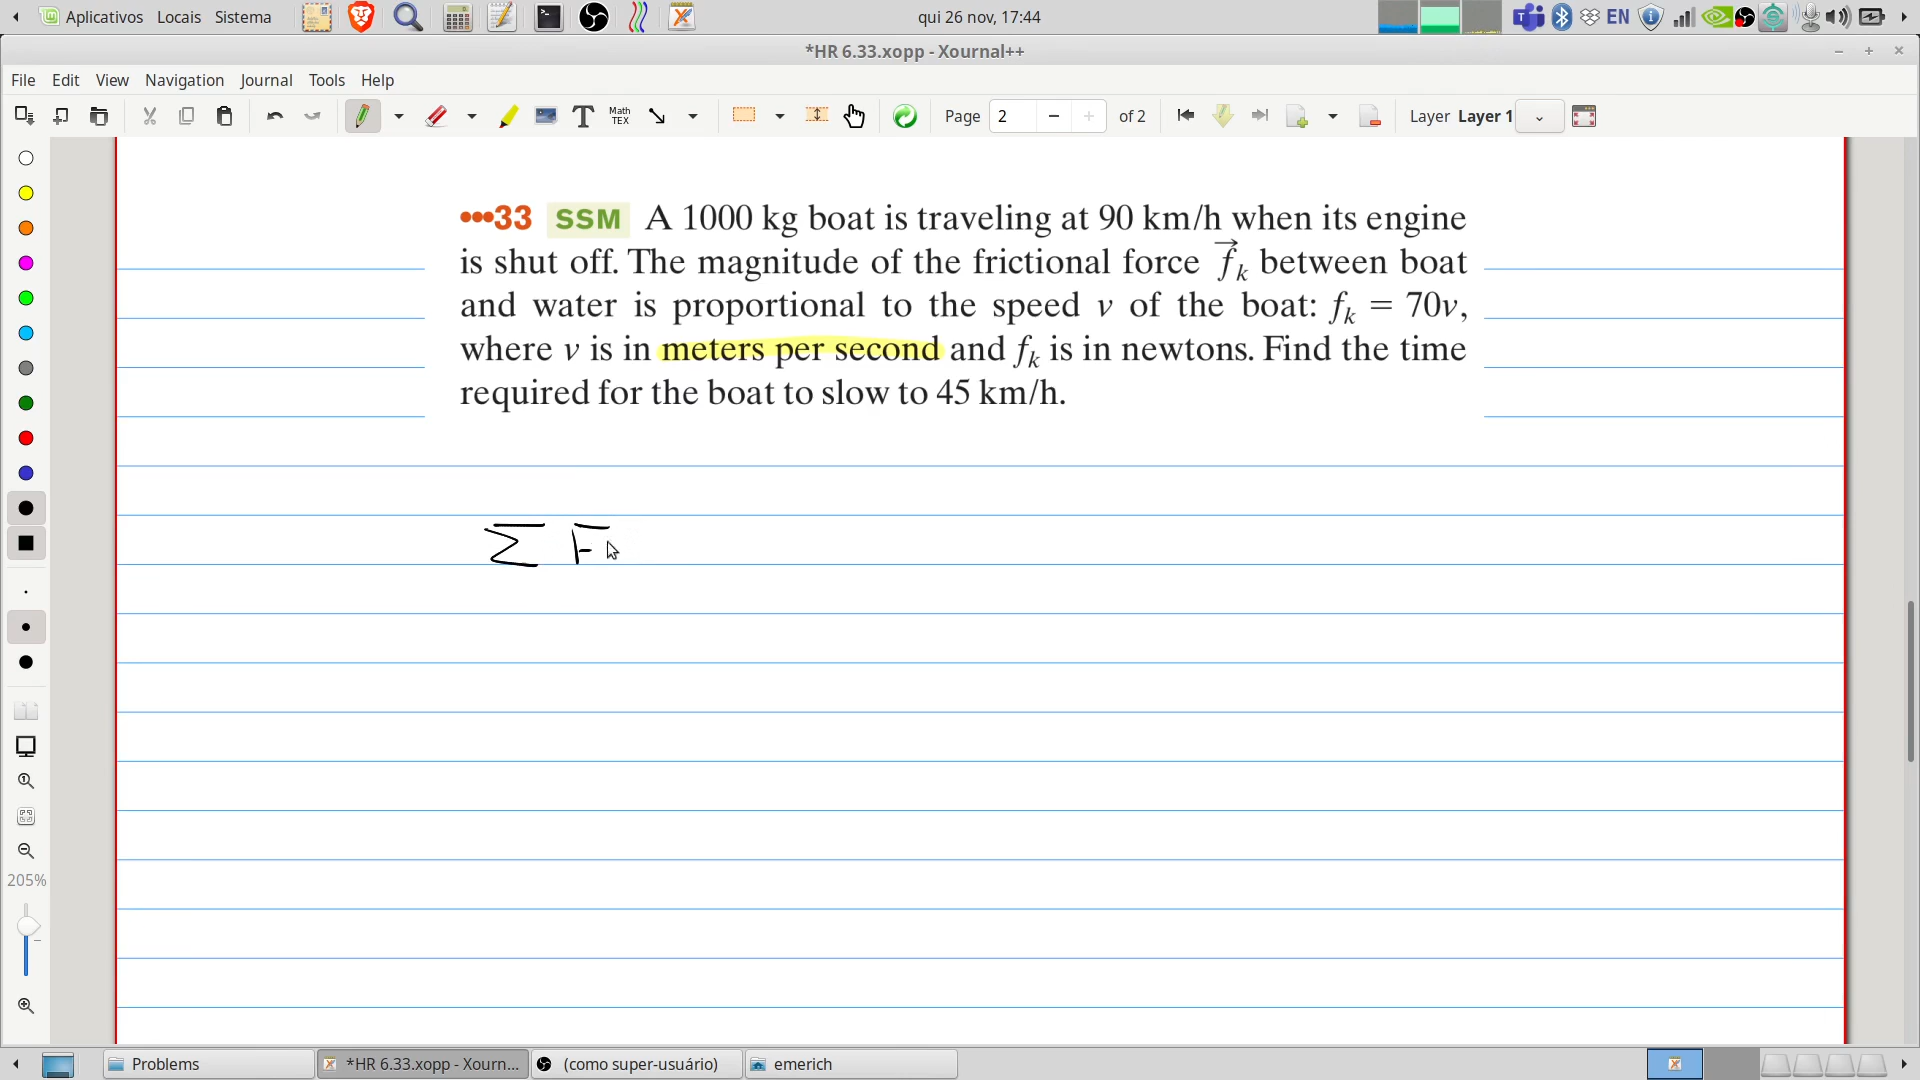 Aplicativos Locais Sistema qui 26 nov, 17:44 EN
*HR 6.33.xopp - Xournal++
File Edit View Navigation Journal Tools Help
Math TEX Page 2 of 2 Layer Layer 1
•••33 SSM A 1000 kg boat is traveling at 90 km/h when its engine
is shut off. The magnitude of the frictional force f⃗k between boat
and water is proportional to the speed v of the boat: fk = 70v,
where v is in meters per second and fk is in newtons. Find the time
required for the boat to slow to 45 km/h.
Σ F
205%
Problems *HR 6.33.xopp - Xourn... (como super-usuário) emerich